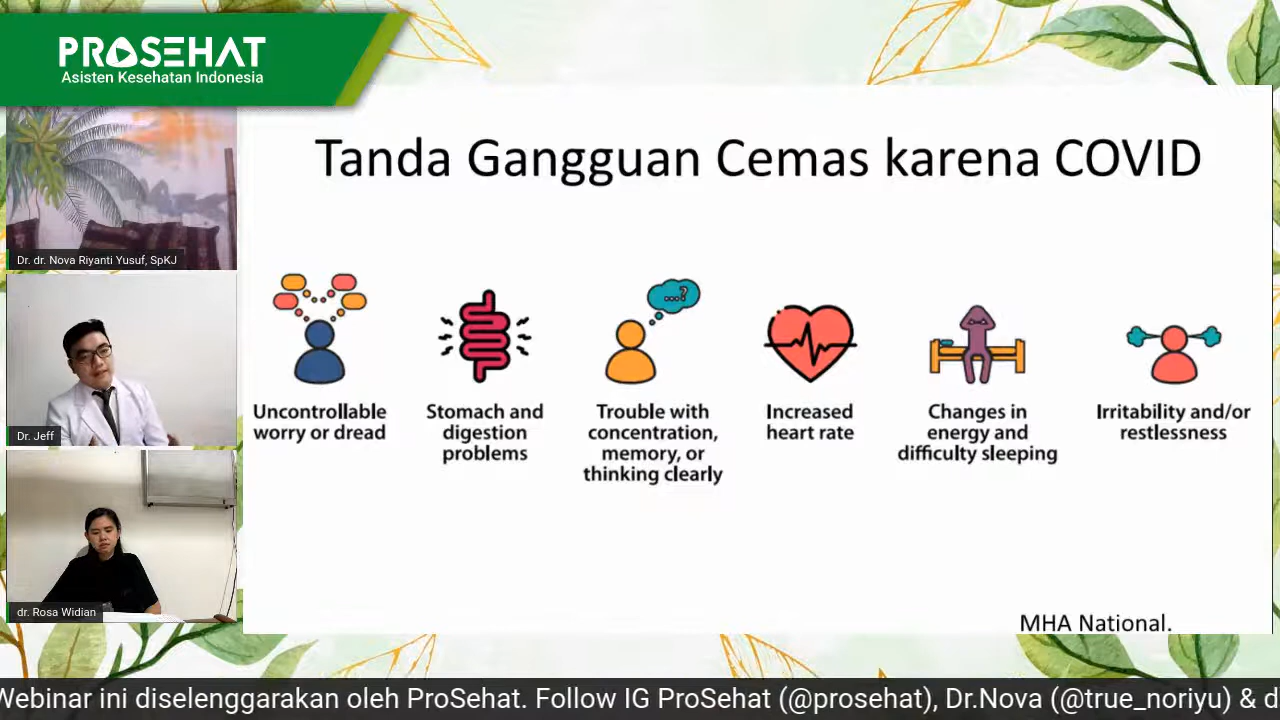 PROSEHAT
Asisten Kesehatan Indonesia
Dr. dr. Nova Riyanti Yusuf, SpKJ
Dr. Jeff
dr. Rosa Widian
Tanda Gangguan Cemas karena COVID
...?
Uncontrollable
worry or dread
Stomach and
digestion
problems
Trouble with
concentration,
memory, or
thinking clearly
Increased
heart rate
Changes in
energy and
difficulty sleeping
Irritability and/or
restlessness
MHA National.
Webinar ini diselenggarakan oleh ProSehat. Follow IG ProSehat (@prosehat), Dr.Nova (@true_noriyu) & d